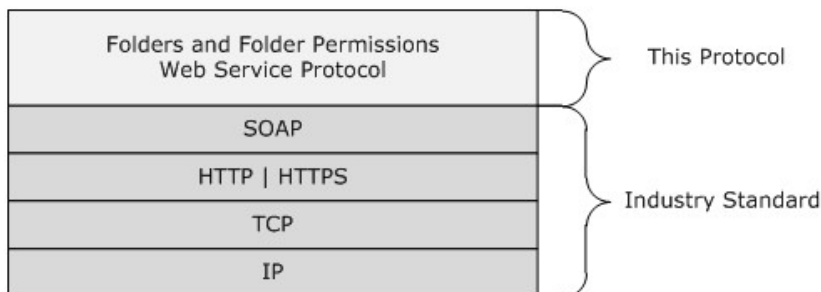 Folders and Folder Permissions
Web Service Protocol
This Protocol
SOAP
HTTP | HTTPS
TCP
IP
Industry Standard